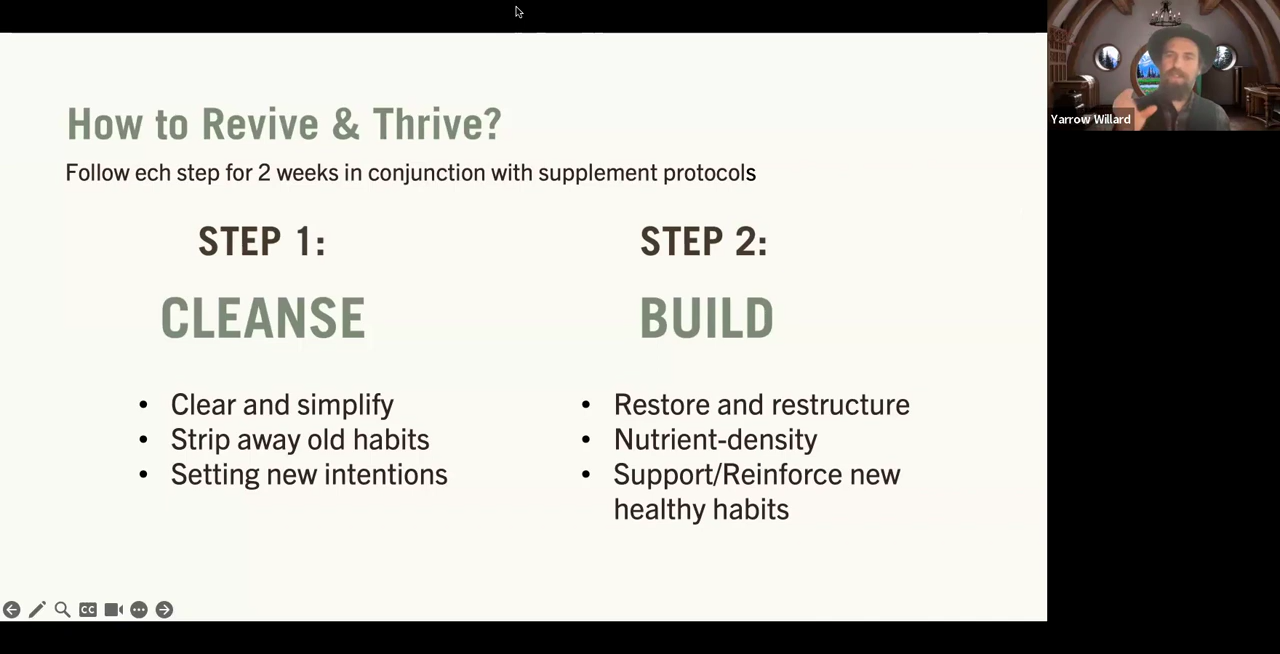 Yarrow Willard
How to Revive & Thrive?
Follow ech step for 2 weeks in conjunction with supplement protocols
STEP 1:
CLEANSE
• Clear and simplify
• Strip away old habits
• Setting new intentions
STEP 2:
BUILD
• Restore and restructure
• Nutrient-density
• Support/Reinforce new
healthy habits
CC